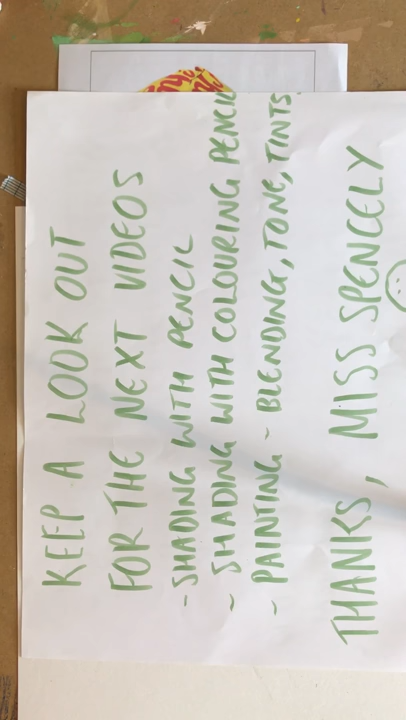 KEEP A LOOK OUT
FOR THE NEXT VIDEOS
- SHADING WITH PENCIL
- SHADING WITH COLOURING PENCIL
- PAINTING - BLENDING, TONE, TINTS
THANKS, MISS SPENCELY